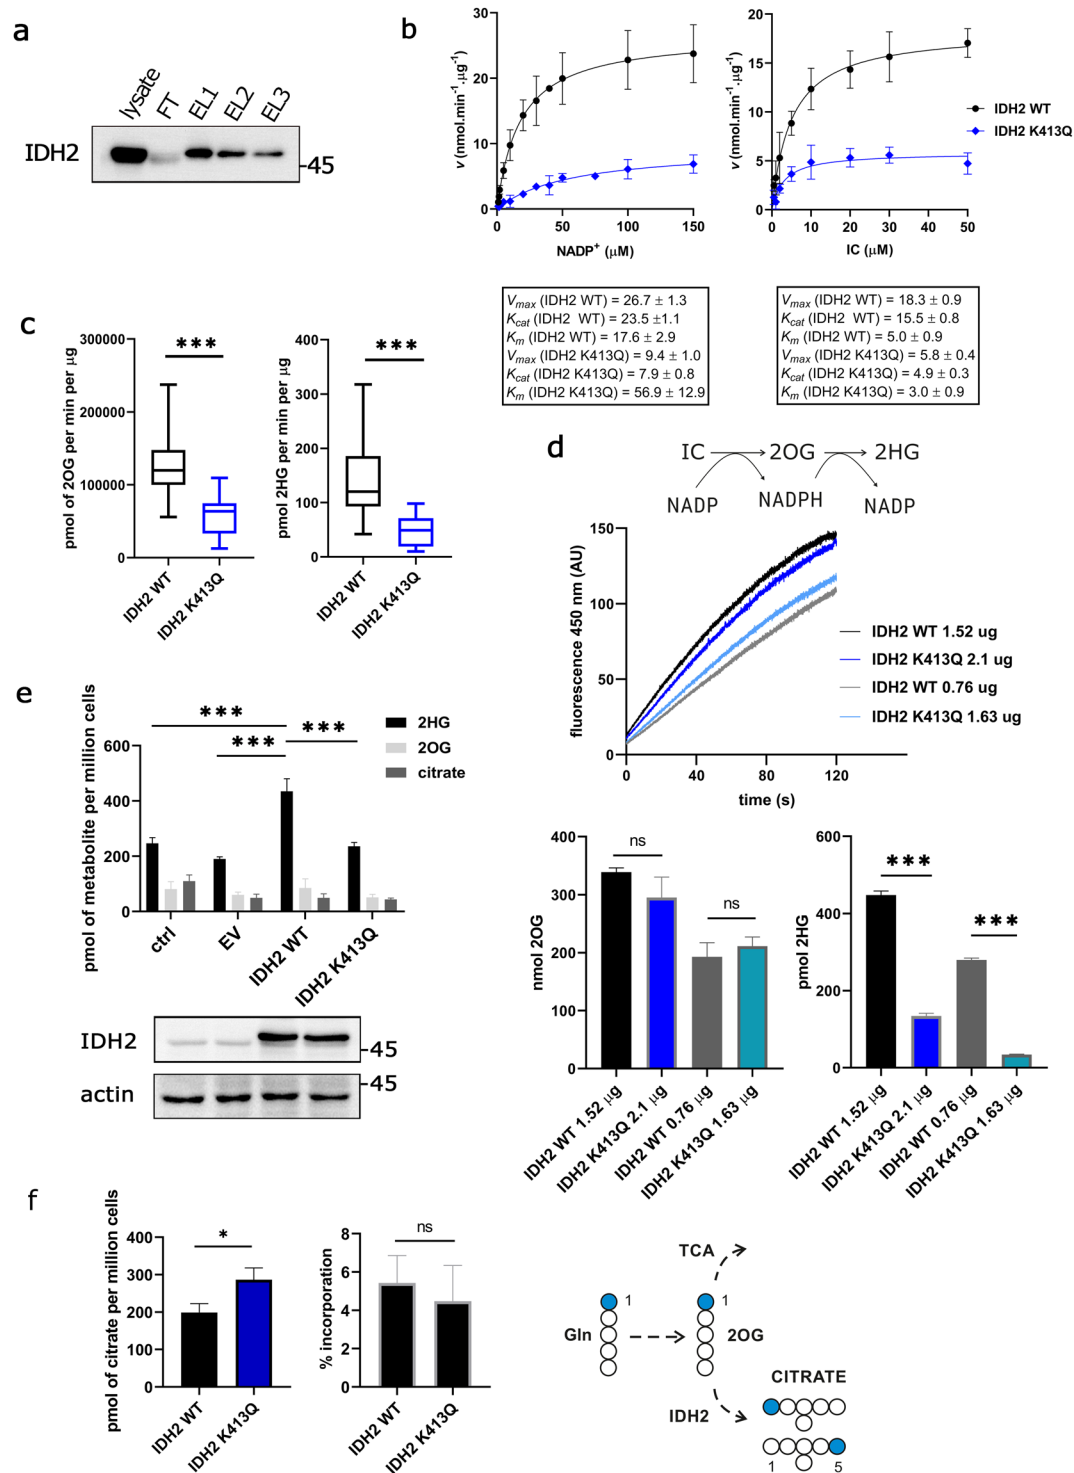 a
lysate
FT
EL1
EL2
EL3
IDH2
-45
b
v (nmol.min-1.µg-1)
30
20
10
0
0
50
100
150
NADP+ (µM)
v (nmol.min-1.µg-1)
20
15
10
5
0
0
10
20
30
40
50
IC (µM)
IDH2 WT
IDH2 K413Q
Vmax (IDH2 WT) = 26.7 ± 1.3
Kcat (IDH2 WT) = 23.5 ±1.1
Km (IDH2 WT) = 17.6 ± 2.9
Vmax (IDH2 K413Q) = 9.4 ± 1.0
Kcat (IDH2 K413Q) = 7.9 ± 0.8
Km (IDH2 K413Q) = 56.9 ± 12.9
Vmax (IDH2 WT) = 18.3 ± 0.9
Kcat (IDH2 WT) = 15.5 ± 0.8
Km (IDH2 WT) = 5.0 ± 0.9
Vmax (IDH2 K413Q) = 5.8 ± 0.4
Kcat (IDH2 K413Q) = 4.9 ± 0.3
Km (IDH2 K413Q) = 3.0 ± 0.9
c
pmol of 2OG per min per µg
300000
200000
100000
0
***
IDH2 WT
IDH2 K413Q
pmol 2HG per min per µg
400
300
200
100
0
***
IDH2 WT
IDH2 K413Q
d
IC
2OG
2HG
NADP
NADPH
NADP
fluorescence 450 nm (AU)
150
100
50
0
0
40
80
120
time (s)
IDH2 WT 1.52 ug
IDH2 K413Q 2.1 ug
IDH2 WT 0.76 ug
IDH2 K413Q 1.63 ug
nmol 2OG
400
300
200
100
0
ns
ns
IDH2 WT 1.52 µg
IDH2 K413Q 2.1 µg
IDH2 WT 0.76 µg
IDH2 K413Q 1.63 µg
pmol 2HG
600
400
200
0
***
***
IDH2 WT 1.52 µg
IDH2 K413Q 2.1 µg
IDH2 WT 0.76 µg
IDH2 K413Q 1.63 µg
e
pmol of metabolite per million cells
600
400
200
0
***
***
***
2HG
2OG
citrate
ctrl
EV
IDH2 WT
IDH2 K413Q
IDH2
-45
actin
-45
f
pmol of citrate per million cells
400
300
200
100
0
*
IDH2 WT
IDH2 K413Q
% incorporation
8
6
4
2
0
ns
IDH2 WT
IDH2 K413Q
TCA
1
1
Gln
2OG
CITRATE
IDH2
1
5